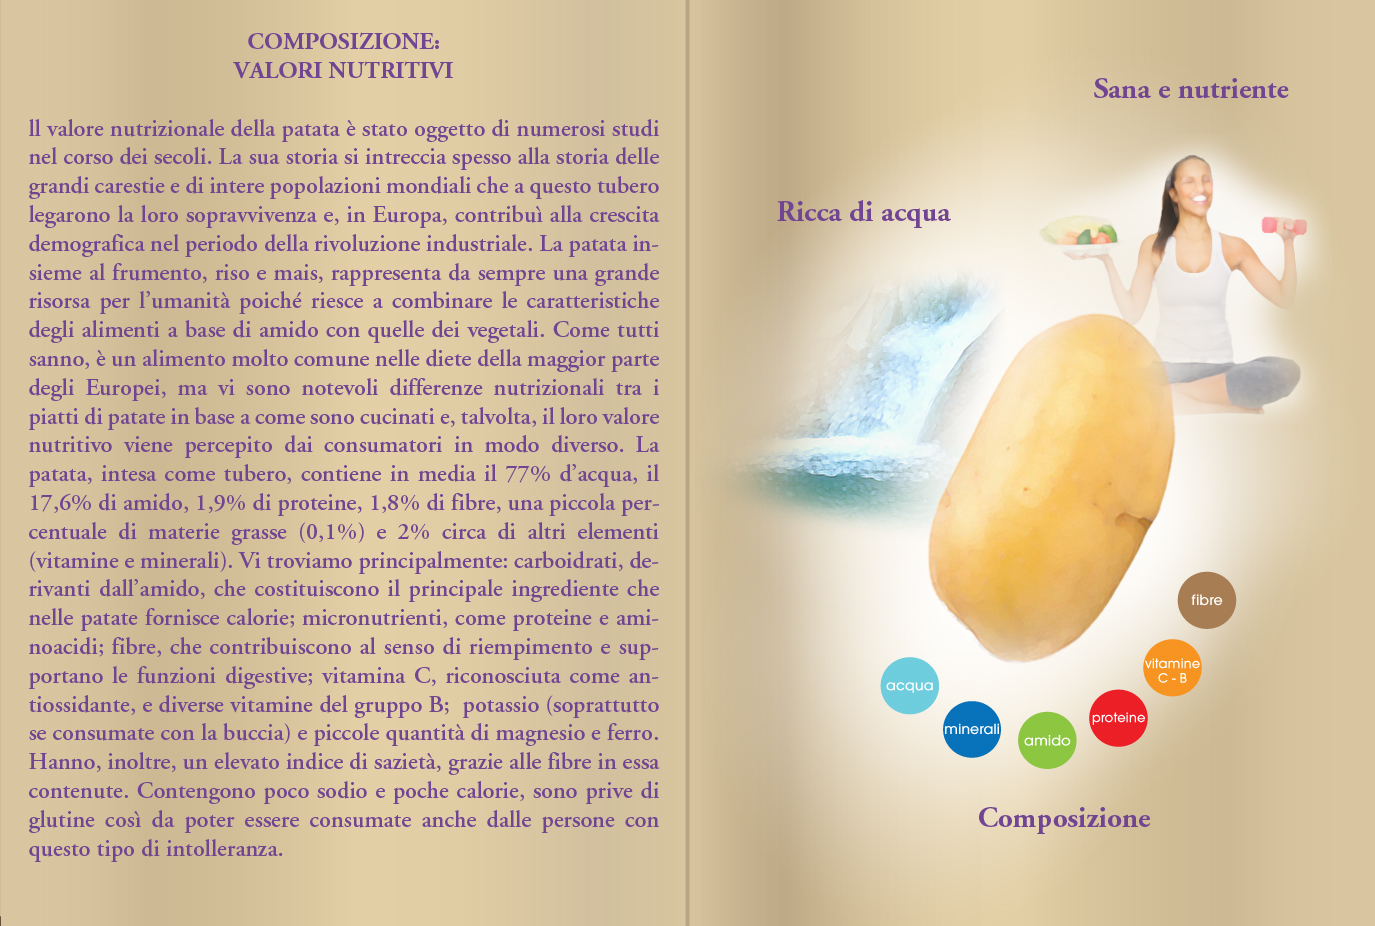 COMPOSIZIONE:
VALORI NUTRITIVI
ll valore nutrizionale della patata è stato oggetto di numerosi studi
nel corso dei secoli. La sua storia si intreccia spesso alla storia delle
grandi carestie e di intere popolazioni mondiali che a questo tubero
legarono la loro sopravvivenza e, in Europa, contribuì alla crescita
demografica nel periodo della rivoluzione industriale. La patata in-
sieme al frumento, riso e mais, rappresenta da sempre una grande
risorsa per l’umanità poiché riesce a combinare le caratteristiche
degli alimenti a base di amido con quelle dei vegetali. Come tutti
sanno, è un alimento molto comune nelle diete della maggior parte
degli Europei, ma vi sono notevoli differenze nutrizionali tra i
piatti di patate in base a come sono cucinati e, talvolta, il loro valore
nutritivo viene percepito dai consumatori in modo diverso. La
patata, intesa come tubero, contiene in media il 77% d’acqua, il
17,6% di amido, 1,9% di proteine, 1,8% di fibre, una piccola per-
centuale di materie grasse (0,1%) e 2% circa di altri elementi
(vitamine e minerali). Vi troviamo principalmente: carboidrati, de-
rivanti dall’amido, che costituiscono il principale ingrediente che
nelle patate fornisce calorie; micronutrienti, come proteine e ami-
noacidi; fibre, che contribuiscono al senso di riempimento e sup-
portano le funzioni digestive; vitamina C, riconosciuta come an-
tiossidante, e diverse vitamine del gruppo B; potassio (soprattutto
se consumate con la buccia) e piccole quantità di magnesio e ferro.
Hanno, inoltre, un elevato indice di sazietà, grazie alle fibre in essa
contenute. Contengono poco sodio e poche calorie, sono prive di
glutine così da poter essere consumate anche dalle persone con
questo tipo di intolleranza.
Sana e nutriente
Ricca di acqua
fibre
vitamine
C - B
acqua
minerali
amido
proteine
Composizione